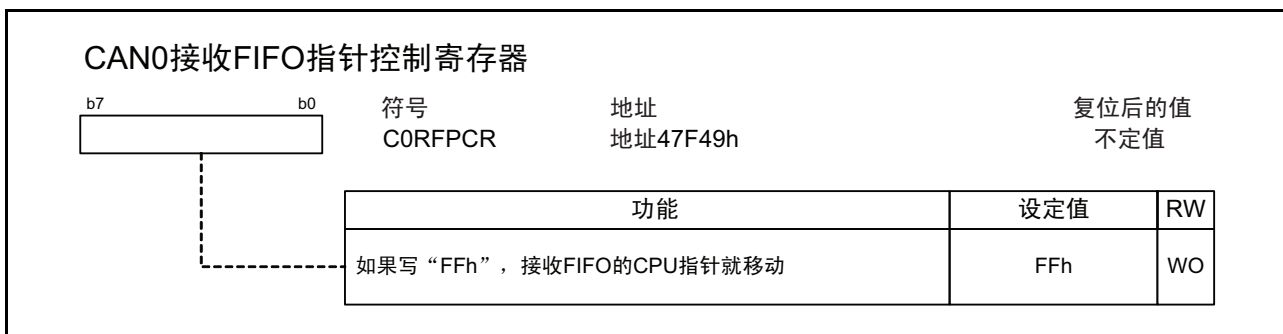 CAN0接收FIFO指针控制寄存器
b7 b0 符号 地址 复位后的值
C0RFPCR 地址47F49h 不定值
功能 设定值 RW
如果写“FFh”，接收FIFO的CPU指针就移动 FFh WO